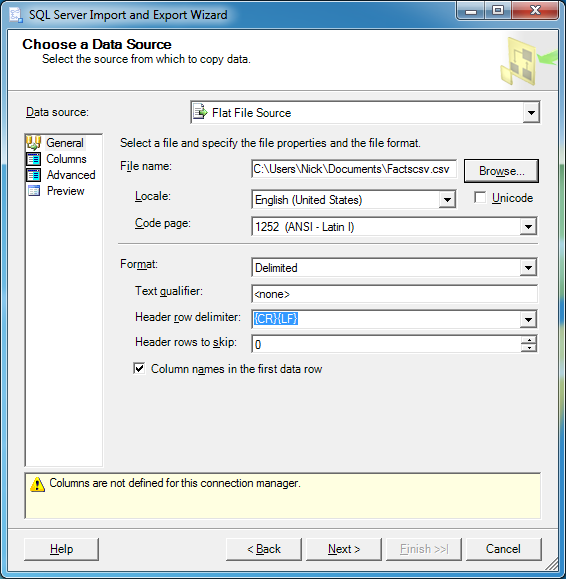 SQL Server Import and Export Wizard
Choose a Data Source
Select the source from which to copy data.
Data source: Flat File Source
General
Columns
Advanced
Preview
Select a file and specify the file properties and the file format.
File name: C:\Users\Nick\Documents\Factscsv.csv Browse...
Locale: English (United States) Unicode
Code page: 1252 (ANSI - Latin I)
Format: Delimited
Text qualifier: <none>
Header row delimiter: {CR}{LF}
Header rows to skip: 0
Column names in the first data row
Columns are not defined for this connection manager.
Help < Back Next > Finish >>| Cancel